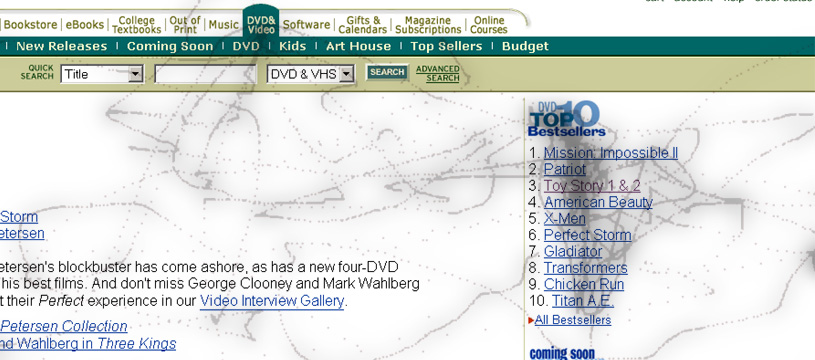 Bookstore | eBooks | College Textbooks | Out of Print | Music | DVD& Video | Software | Gifts & Calendars | Magazine Subscriptions | Online Courses
New Releases | Coming Soon | DVD | Kids | Art House | Top Sellers | Budget
QUICK SEARCH Title DVD & VHS SEARCH ADVANCED SEARCH
DVD TOP 10 Bestsellers
1. Mission: Impossible II
2. Patriot
3. Toy Story 1 & 2
4. American Beauty
5. X-Men
6. Perfect Storm
7. Gladiator
8. Transformers
9. Chicken Run
10. Titan A.E.
All Bestsellers
coming soon
Storm
etersen
etersen's blockbuster has come ashore, as has a new four-DVD
his best films. And don't miss George Clooney and Mark Wahlberg
t their Perfect experience in our Video Interview Gallery.
Petersen Collection
nd Wahlberg in Three Kings